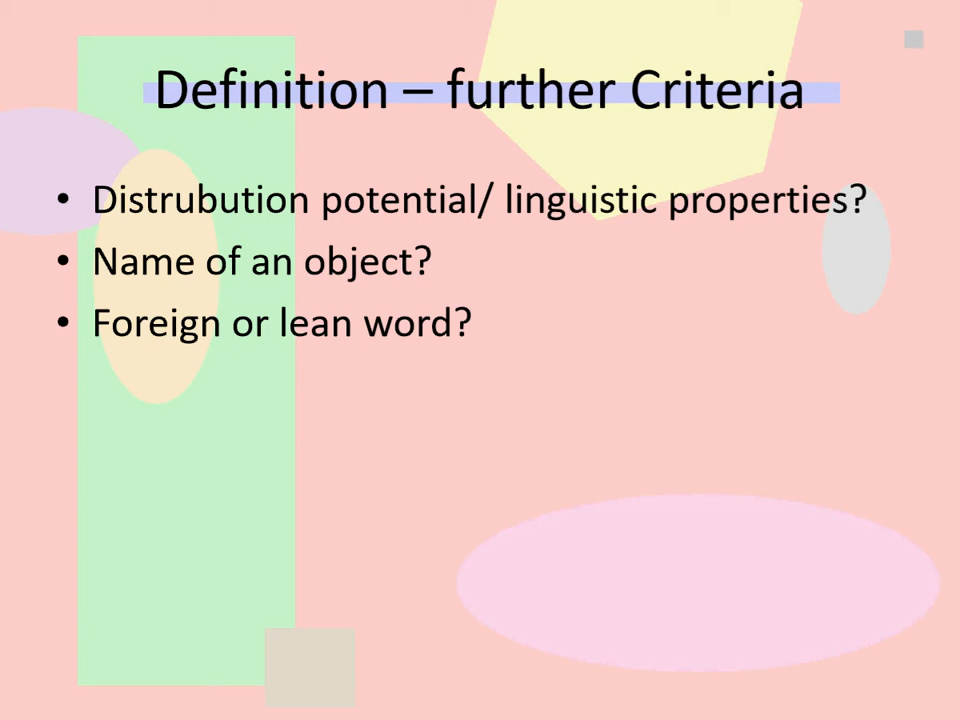 Definition – further Criteria
• Distrubution potential/ linguistic properties?
• Name of an object?
• Foreign or lean word?